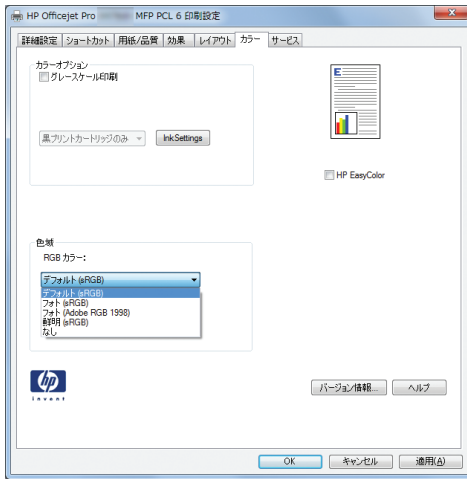 HP Officejet Pro MFP PCL 6 印刷設定
詳細設定 ショートカット 用紙/品質 効果 レイアウト カラー サービス
カラーオプション
グレースケール印刷
黒プリントカートリッジのみ
InkSettings
E
HP EasyColor
色域
RGB カラー:
デフォルト (sRGB)
デフォルト (sRGB)
フォト (sRGB)
フォト (Adobe RGB 1998)
鮮明 (sRGB)
なし
hp
invent
バージョン情報... ヘルプ
OK キャンセル 適用(A)